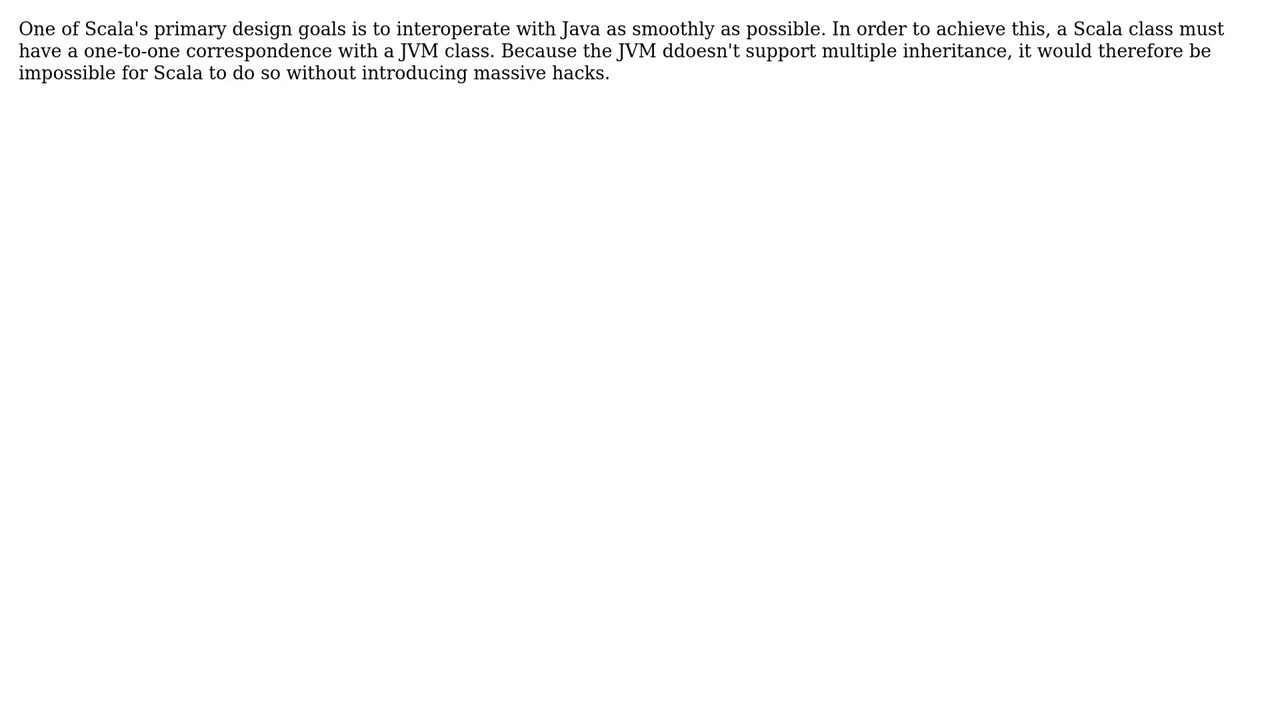 One of Scala's primary design goals is to interoperate with Java as smoothly as possible. In order to achieve this, a Scala class must
have a one-to-one correspondence with a JVM class. Because the JVM ddoesn't support multiple inheritance, it would therefore be
impossible for Scala to do so without introducing massive hacks.